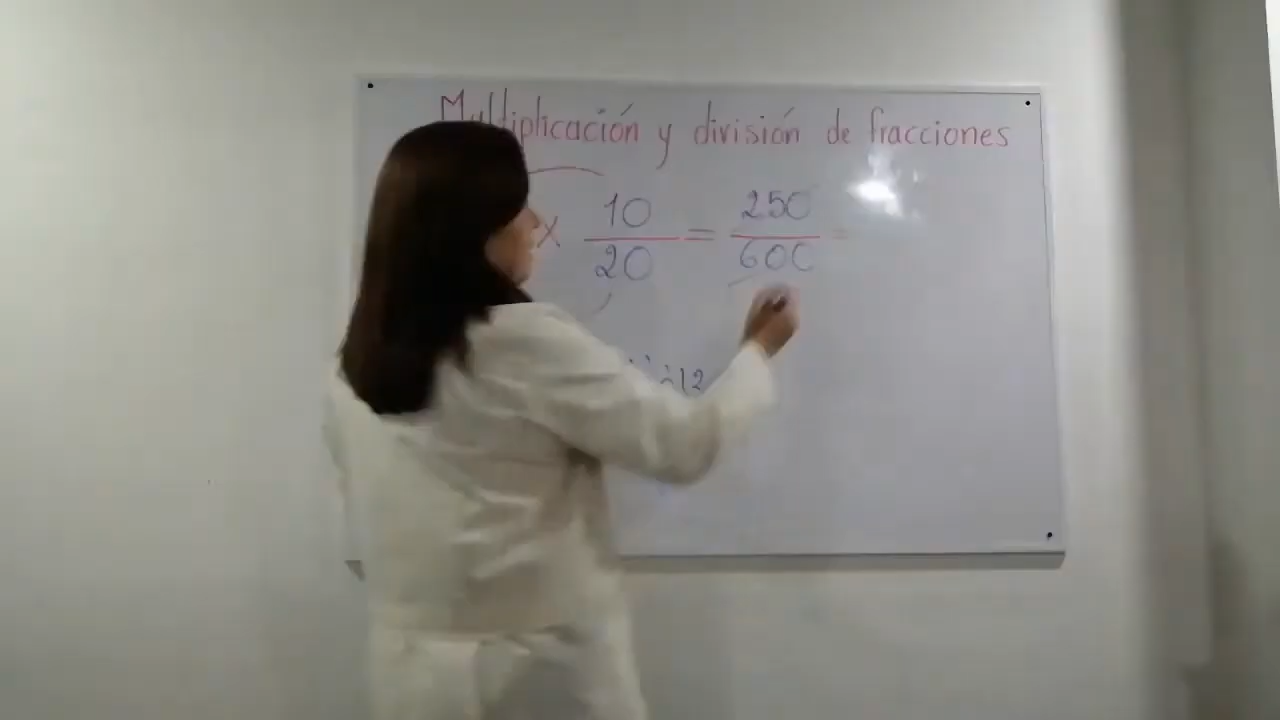 Multiplicación y división de fracciones
x 10 = 250 =
20 600